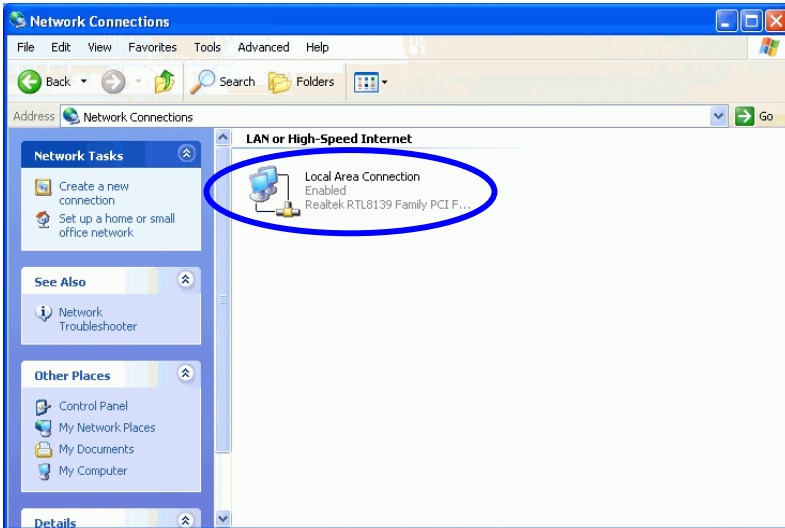 Network Connections
File Edit View Favorites Tools Advanced Help
Back Search Folders
Address Network Connections Go
Network Tasks
Create a new
connection
Set up a home or small
office network
See Also
Network
Troubleshooter
Other Places
Control Panel
My Network Places
My Documents
My Computer
Details
LAN or High-Speed Internet
Local Area Connection
Enabled
Realtek RTL8139 Family PCI F...